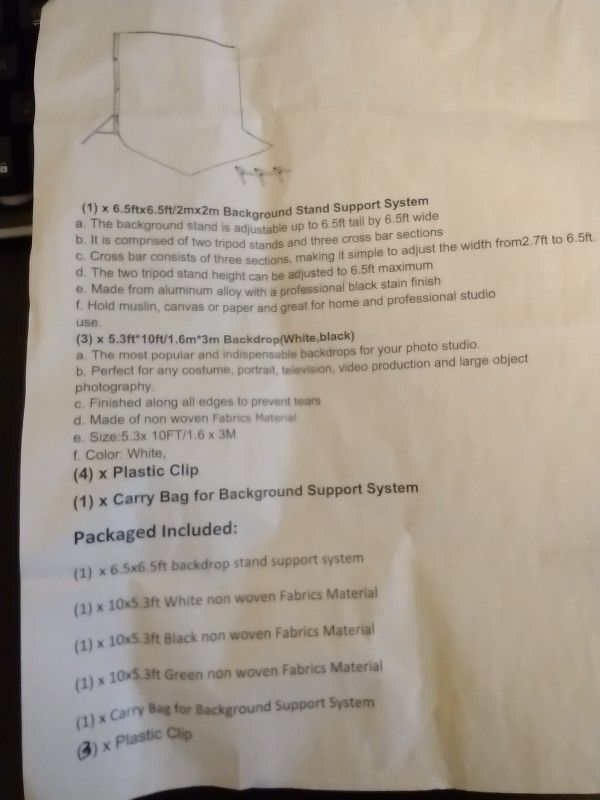 (1) x 6.5ftx6.5ft/2mx2m Background Stand Support System
a. The background stand is adjustable up to 6.5ft tall by 6.5ft wide
b. It is comprised of two tripod stands and three cross bar sections
c. Cross bar consists of three sections, making it simple to adjust the width from2.7ft to 6.5ft.
d. The two tripod stand height can be adjusted to 6.5ft maximum
e. Made from aluminum alloy with a professional black stain finish
f. Hold muslin, canvas or paper and great for home and professional studio
use.
(3) x 5.3ft*10ft/1.6m*3m Backdrop(White,black)
a. The most popular and indispensable backdrops for your photo studio.
b. Perfect for any costume, portrait, television, video production and large object
photography.
c. Finished along all edges to prevent tears
d. Made of non woven Fabrics Material
e. Size:5.3x 10FT/1.6 x 3M
f. Color: White,
(4) x Plastic Clip
(1) x Carry Bag for Background Support System
Packaged Included:
(1) x 6.5x6.5ft backdrop stand support system
(1) x 10x5.3ft White non woven Fabrics Material
(1) x 10x5.3ft Black non woven Fabrics Material
(1) x 10x5.3ft Green non woven Fabrics Material
(1) x Carry Bag for Background Support System
(3) x Plastic Clip